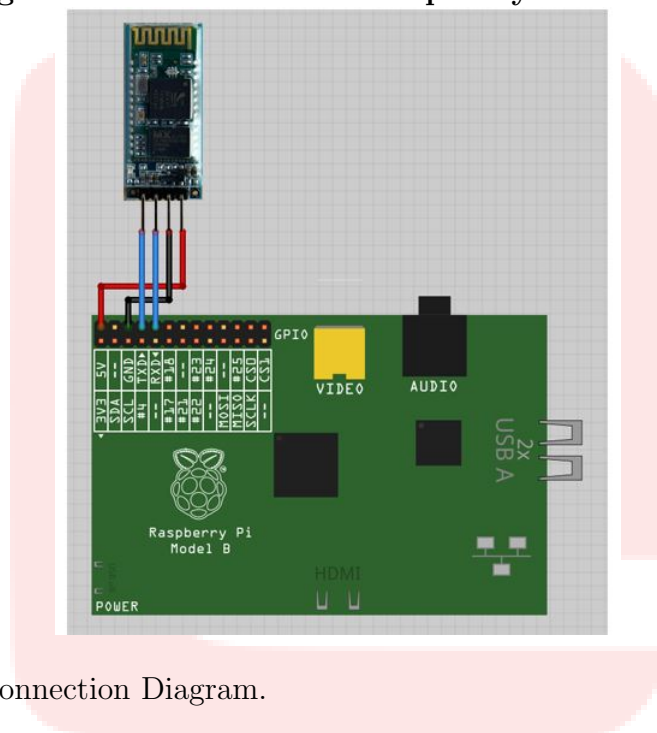 GPIO
5V -- GND TXD RXD #18 -- #23 #24 -- #25 CS0 CS1
3V3 SDA SCL #4 -- #17 #21 #22 -- MOSI MISO SCLK --
VIDEO
AUDIO
2x
USB A
Raspberry Pi
Model B
HDMI
POWER
onnection Diagram.